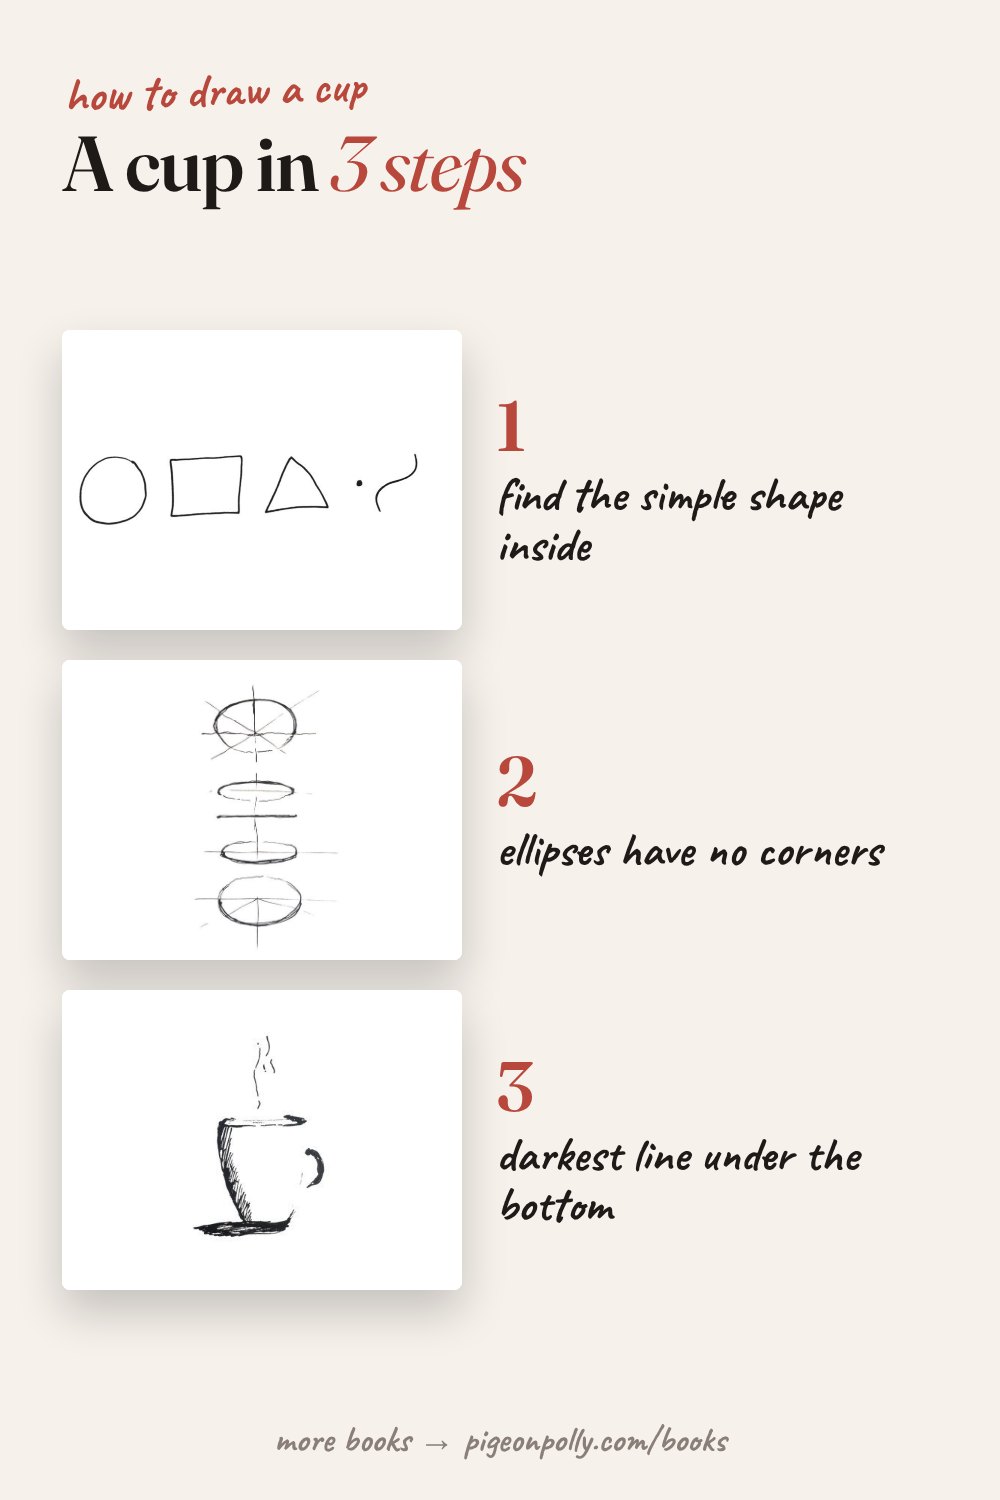 how to draw a cup
A cup in 3 steps
1
find the simple shape
inside
2
ellipses have no corners
3
darkest line under the
bottom
more books → pigeonpolly.com/books